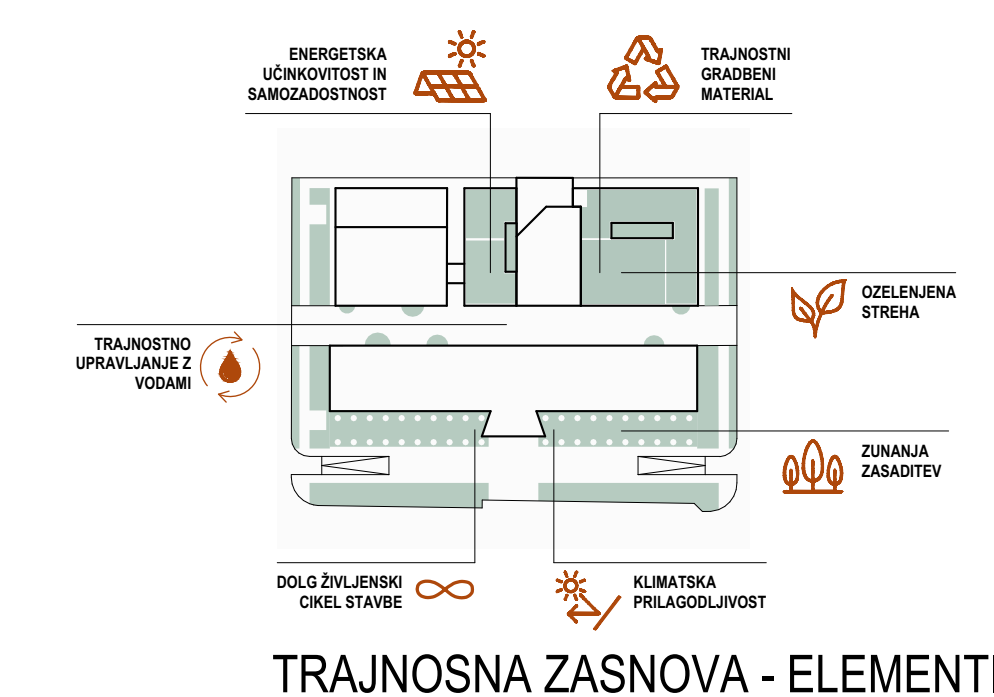 ENERGETSKA
UČINKOVITOST IN
SAMOZADOSTNOST
TRAJNOSTNI
GRADBENI
MATERIAL
OZELENJENA
STREHA
TRAJNOSTNO
UPRAVLJANJE Z
VODAMI
ZUNANJA
ZASADITEV
DOLG ŽIVLJENSKI
CIKEL STAVBE
KLIMATSKA
PRILAGODLJIVOST
TRAJNOSNA ZASNOVA - ELEMENTI